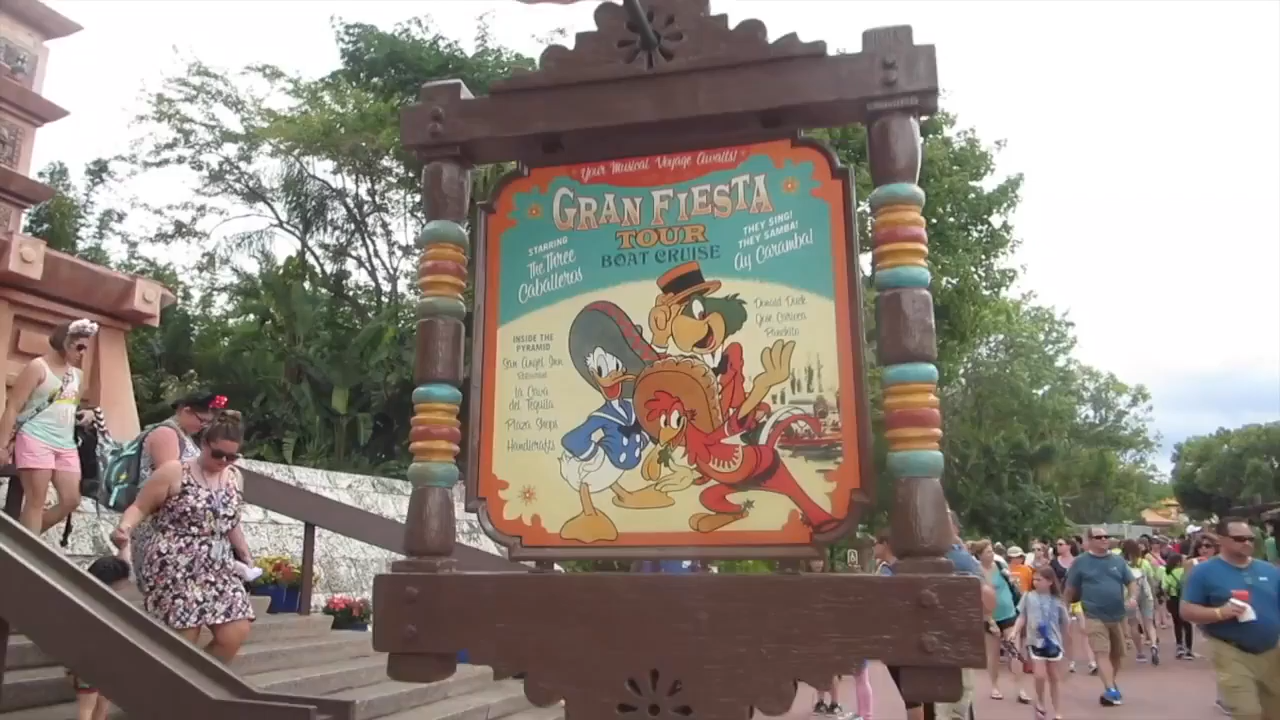 Your Musical Voyage Awaits!
GRAN FIESTA
TOUR
BOAT CRUISE
STARRING
The Three
Caballeros
THEY SING!
THEY SAMBA!
Ay Caramba!
Donald Duck
José Carioca
Panchito
INSIDE THE
PYRAMID
San Angel Inn
Restaurant
La Cava
del Tequila
Plaza Shops
Handicrafts